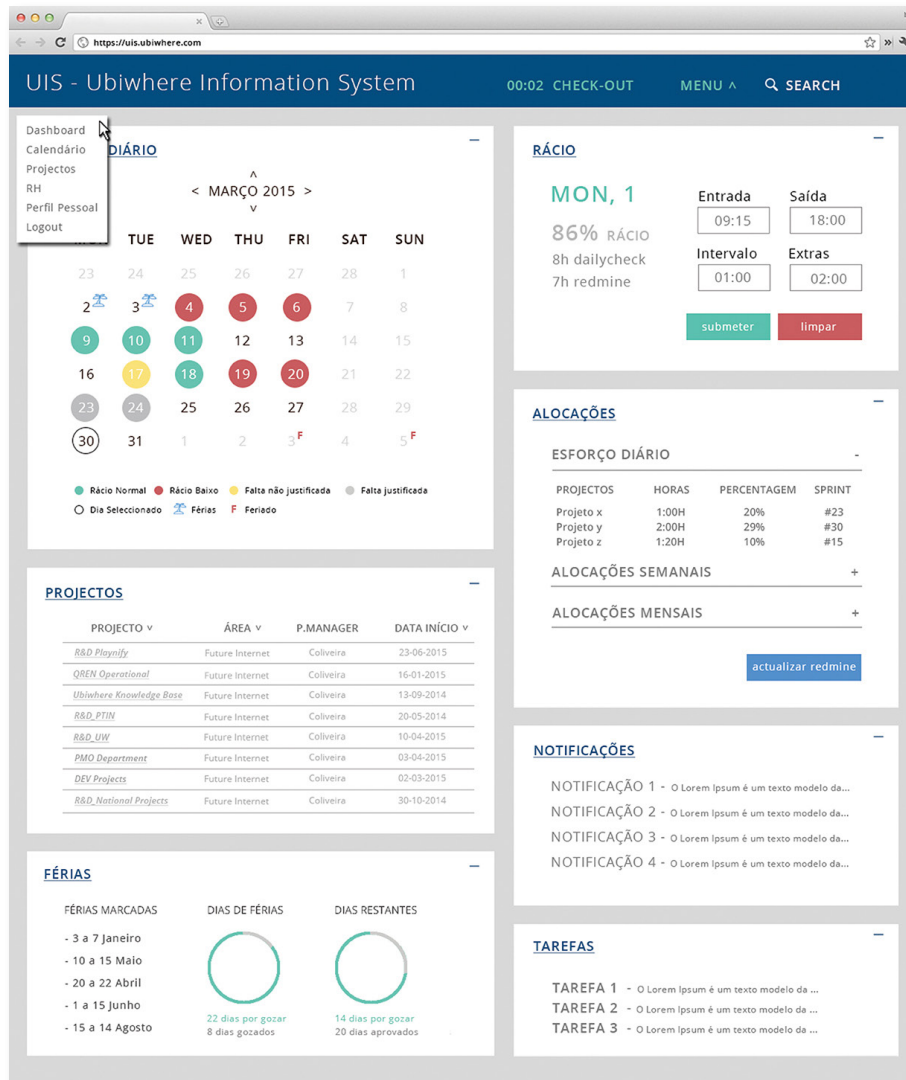 https://uis.ubiwhere.com
UIS - Ubiwhere Information System
00:02 CHECK-OUT
MENU ˄
SEARCH
Dashboard
Calendário
Projectos
RH
Perfil Pessoal
Logout
DIÁRIO
˄
< MARÇO 2015 >
˅
TUE WED THU FRI SAT SUN
23 24 25 26 27 28 1
2 3 4 5 6 7 8
9 10 11 12 13 14 15
16 17 18 19 20 21 22
23 24 25 26 27 28 29
30 31 1 2 3 F 4 5 F
Rácio Normal Rácio Baixo Falta não justificada Falta justificada
Dia Seleccionado Férias F Feriado
PROJECTOS
PROJECTO ˅ ÁREA ˅ P.MANAGER DATA INÍCIO ˅
R&D Playnify Future Internet Coliveira 23-06-2015
QREN Operational Future Internet Coliveira 16-01-2015
Ubiwhere Knowledge Base Future Internet Coliveira 13-09-2014
R&D_PTIN Future Internet Coliveira 20-05-2014
R&D_UW Future Internet Coliveira 10-04-2015
PMO Department Future Internet Coliveira 03-04-2015
DEV Projects Future Internet Coliveira 02-03-2015
R&D_National Projects Future Internet Coliveira 30-10-2014
FÉRIAS
FÉRIAS MARCADAS
- 3 a 7 Janeiro
- 10 a 15 Maio
- 20 a 22 Abril
- 1 a 15 Junho
- 15 a 14 Agosto
DIAS DE FÉRIAS
22 dias por gozar
8 dias gozados
DIAS RESTANTES
14 dias por gozar
20 dias aprovados
RÁCIO
MON, 1
86% RÁCIO
8h dailycheck
7h redmine
Entrada Saída
09:15 18:00
Intervalo Extras
01:00 02:00
submeter limpar
ALOCAÇÕES
ESFORÇO DIÁRIO -
PROJECTOS HORAS PERCENTAGEM SPRINT
Projeto x 1:00H 20% #23
Projeto y 2:00H 29% #30
Projeto z 1:20H 10% #15
ALOCAÇÕES SEMANAIS +
ALOCAÇÕES MENSAIS +
actualizar redmine
NOTIFICAÇÕES
NOTIFICAÇÃO 1 - O Lorem Ipsum é um texto modelo da...
NOTIFICAÇÃO 2 - O Lorem Ipsum é um texto modelo da...
NOTIFICAÇÃO 3 - O Lorem Ipsum é um texto modelo da...
NOTIFICAÇÃO 4 - O Lorem Ipsum é um texto modelo da...
TAREFAS
TAREFA 1 - O Lorem Ipsum é um texto modelo da ...
TAREFA 2 - O Lorem Ipsum é um texto modelo da ...
TAREFA 3 - O Lorem Ipsum é um texto modelo da ...